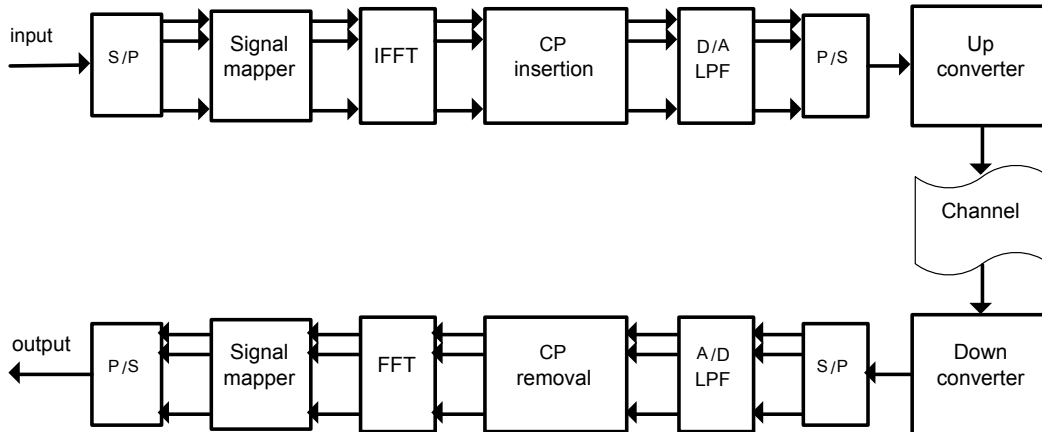 input
S/P
Signal
mapper
IFFT
CP
insertion
D/A
LPF
P/S
Up
converter
Channel
output
P/S
Signal
mapper
FFT
CP
removal
A/D
LPF
S/P
Down
converter